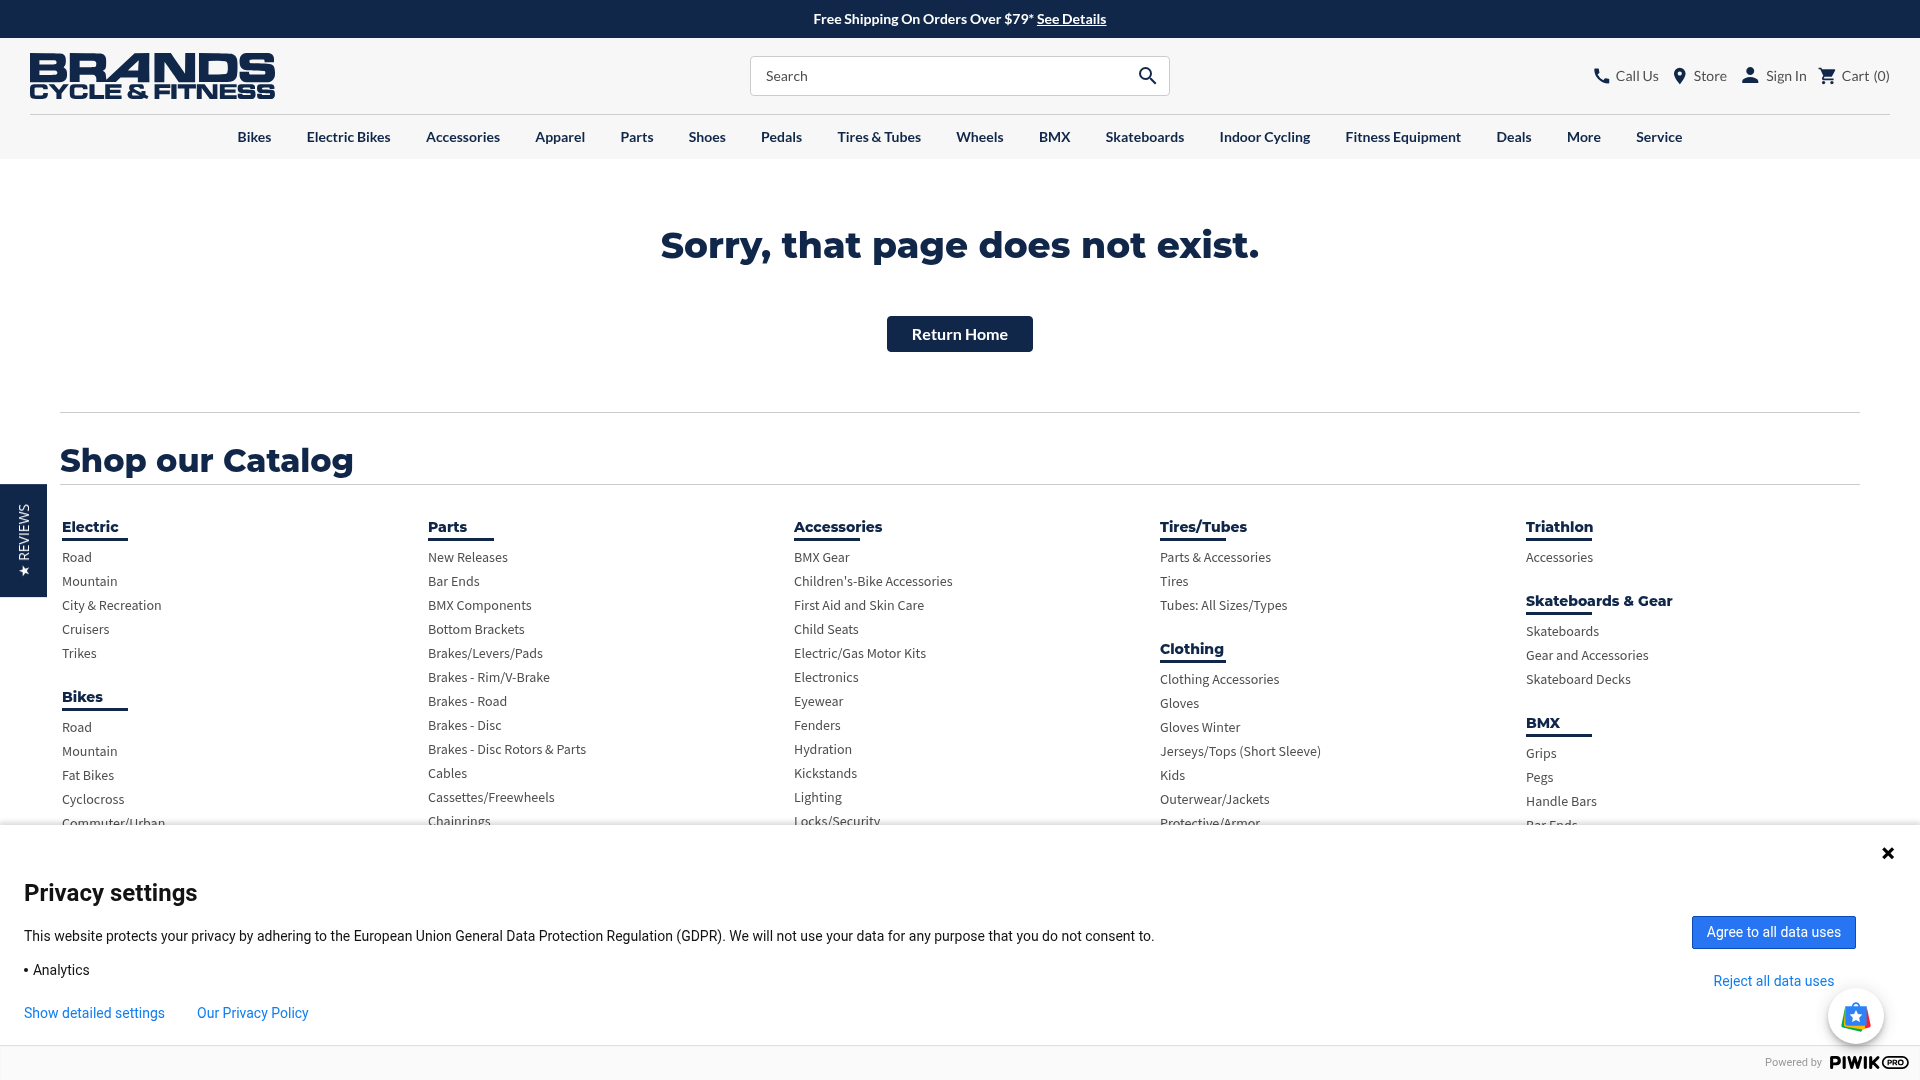 Free Shipping On Orders Over $79* See Details
BRANDS
CYCLE & FITNESS
Search
Call Us
Store
Sign In
Cart (0)
Bikes
Electric Bikes
Accessories
Apparel
Parts
Shoes
Pedals
Tires & Tubes
Wheels
BMX
Skateboards
Indoor Cycling
Fitness Equipment
Deals
More
Service
Sorry, that page does not exist.
Return Home
Shop our Catalog
★ REVIEWS
Electric
Road
Mountain
City & Recreation
Cruisers
Trikes
Bikes
Road
Mountain
Fat Bikes
Cyclocross
Commuter/Urban
Parts
New Releases
Bar Ends
BMX Components
Bottom Brackets
Brakes/Levers/Pads
Brakes - Rim/V-Brake
Brakes - Road
Brakes - Disc
Brakes - Disc Rotors & Parts
Cables
Cassettes/Freewheels
Chainrings
Accessories
BMX Gear
Children's-Bike Accessories
First Aid and Skin Care
Child Seats
Electric/Gas Motor Kits
Electronics
Eyewear
Fenders
Hydration
Kickstands
Lighting
Locks/Security
Tires/Tubes
Parts & Accessories
Tires
Tubes: All Sizes/Types
Clothing
Clothing Accessories
Gloves
Gloves Winter
Jerseys/Tops (Short Sleeve)
Kids
Outerwear/Jackets
Protective/Armor
Triathlon
Accessories
Skateboards & Gear
Skateboards
Gear and Accessories
Skateboard Decks
BMX
Grips
Pegs
Handle Bars
Bar Ends
Privacy settings
This website protects your privacy by adhering to the European Union General Data Protection Regulation (GDPR). We will not use your data for any purpose that you do not consent to.
• Analytics
Show detailed settings
Our Privacy Policy
Agree to all data uses
Reject all data uses
Powered by PIWIK PRO